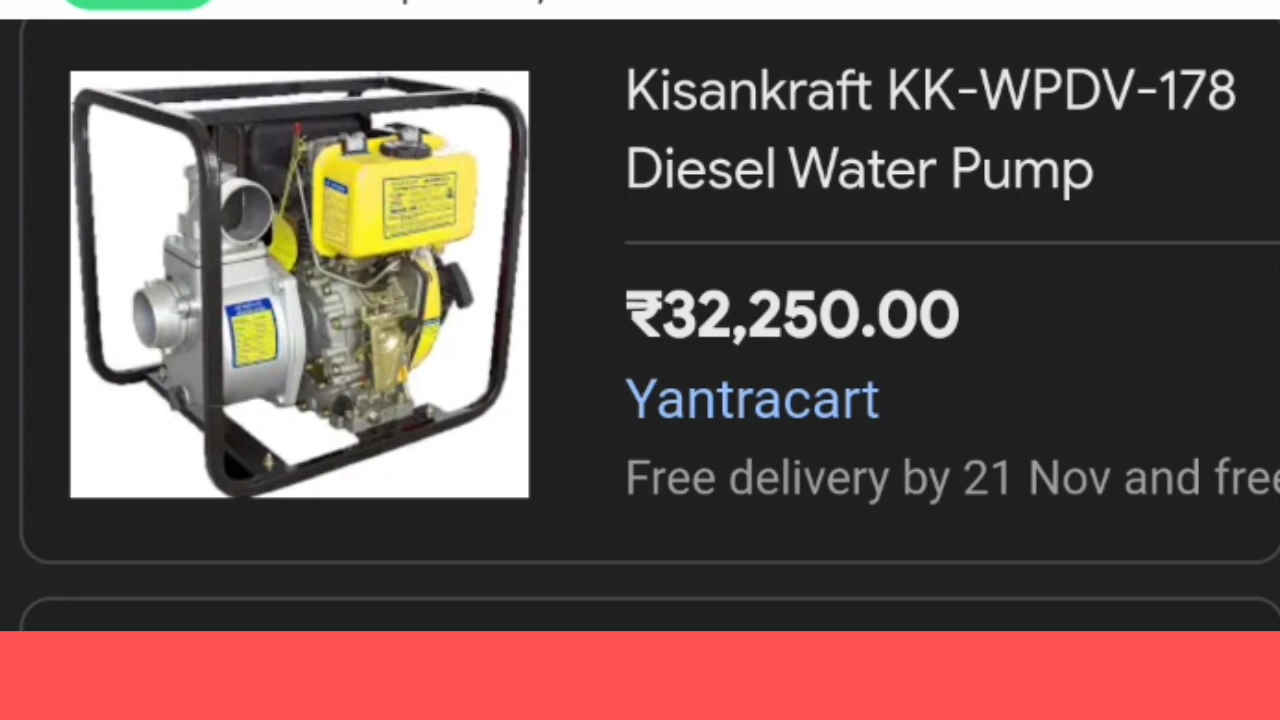 Kisankraft KK-WPDV-178
Diesel Water Pump
₹32,250.00
Yantracart
Free delivery by 21 Nov and free